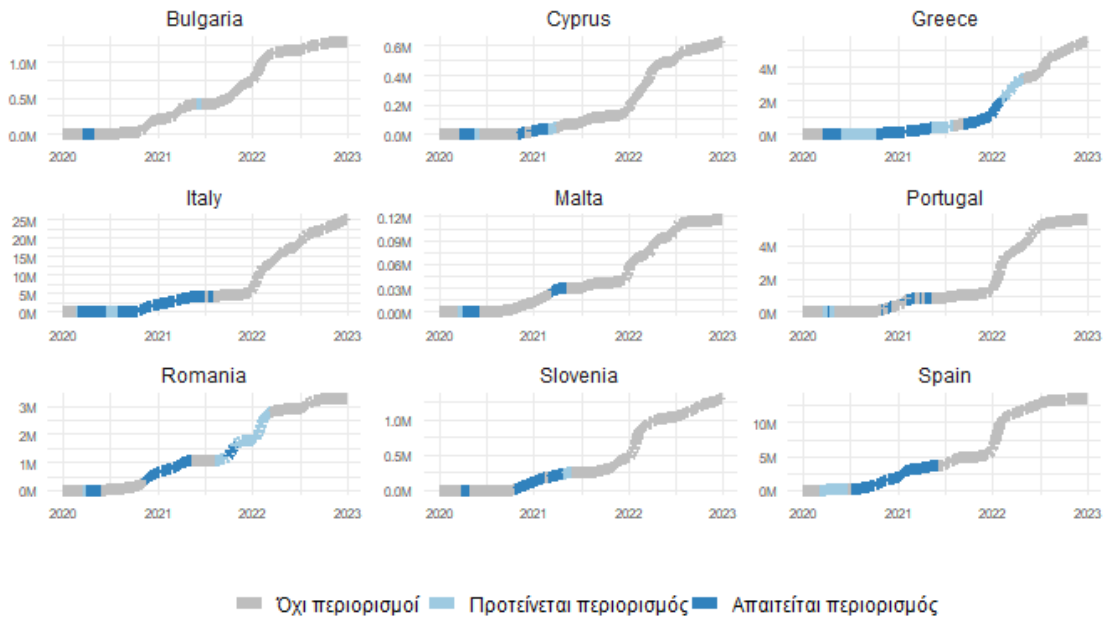 Bulgaria Cyprus Greece
1.0M 0.6M 4M
0.5M 0.4M 2M
0.0M 0.2M 0M
0.0M
2020 2021 2022 2023 2020 2021 2022 2023 2020 2021 2022 2023
Italy Malta Portugal
25M 0.12M 4M
20M 0.09M 2M
15M 0.06M 0M
10M 0.03M
5M 0.00M
0M
2020 2021 2022 2023 2020 2021 2022 2023 2020 2021 2022 2023
Romania Slovenia Spain
3M 1.0M 10M
2M 0.5M 5M
1M 0.0M 0M
0M
2020 2021 2022 2023 2020 2021 2022 2023 2020 2021 2022 2023
Όχι περιορισμοί Προτείνεται περιορισμός Απαιτείται περιορισμός